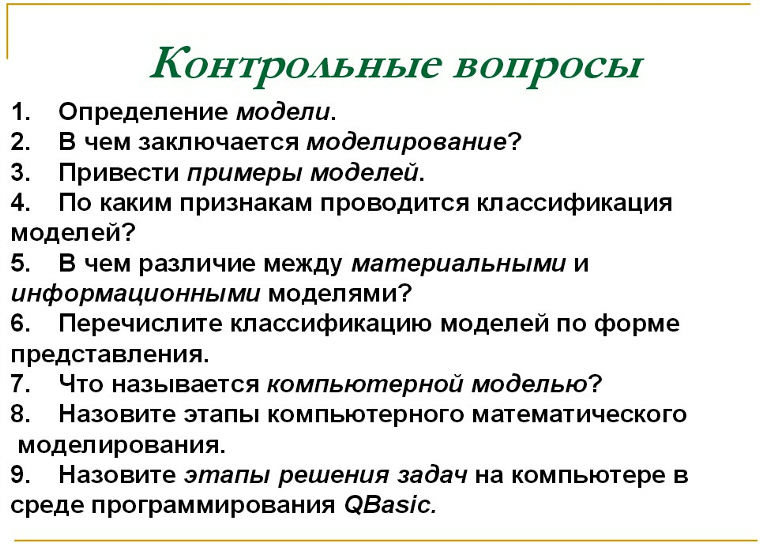 Контрольные вопросы
1. Определение модели.
2. В чем заключается моделирование?
3. Привести примеры моделей.
4. По каким признакам проводится классификация
моделей?
5. В чем различие между материальными и
информационными моделями?
6. Перечислите классификацию моделей по форме
представления.
7. Что называется компьютерной моделью?
8. Назовите этапы компьютерного математического
моделирования.
9. Назовите этапы решения задач на компьютере в
среде программирования QBasic.